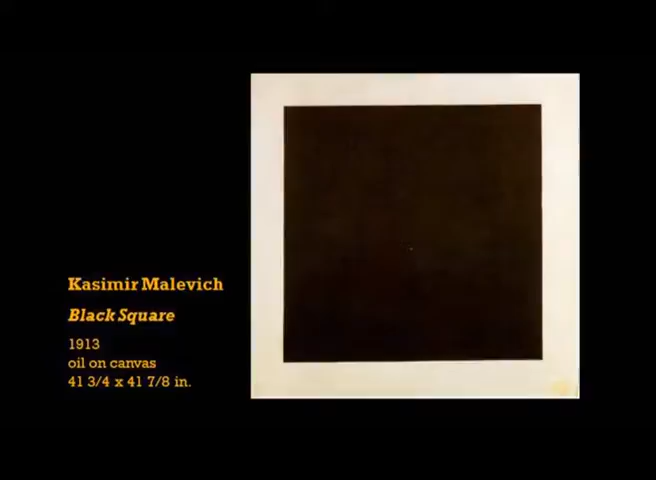 Kasimir Malevich
Black Square
1913
oil on canvas
41 3/4 x 41 7/8 in.